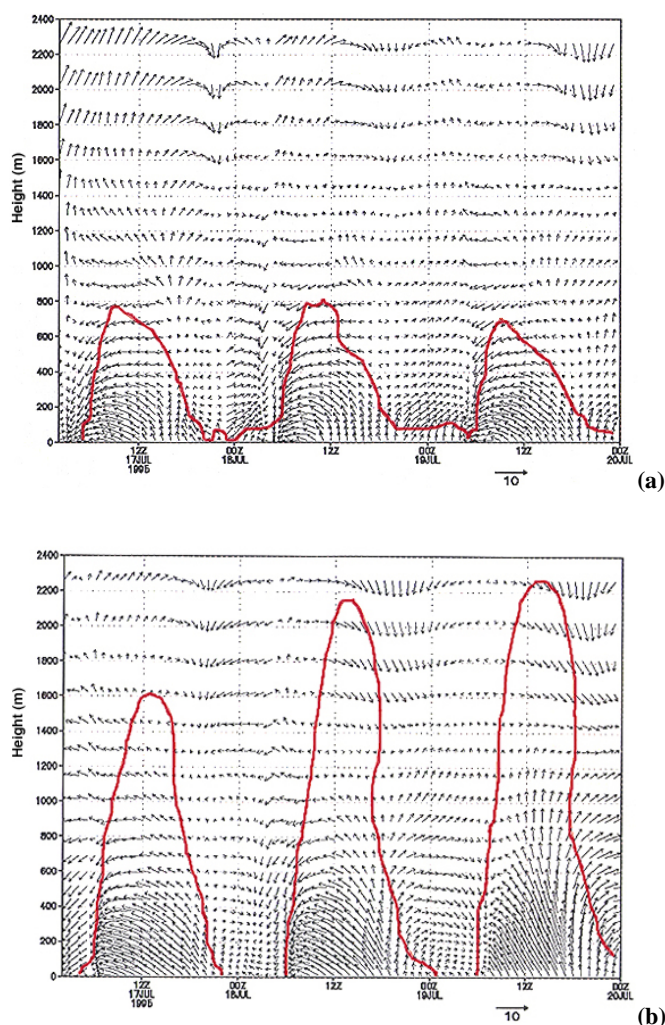 2400
2200
2000
1800
1600
1400
1200
1000
800
600
400
200
0
Height (m)
12Z
17JUL
1995
00Z
18JUL
12Z
00Z
19JUL
12Z
00Z
20JUL
10
(a)
2400
2200
2000
1800
1600
1400
1200
1000
800
600
400
200
0
Height (m)
12Z
17JUL
1995
00Z
18JUL
12Z
00Z
19JUL
12Z
00Z
20JUL
10
(b)